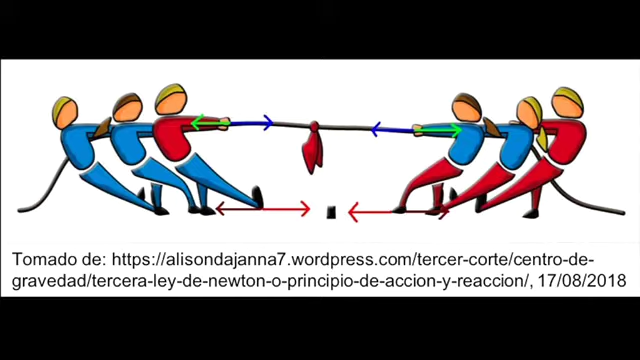 Tomado de: https://alisondajanna7.wordpress.com/tercer-corte/centro-de-
gravedad/tercera-ley-de-newton-o-principio-de-accion-y-reaccion/, 17/08/2018